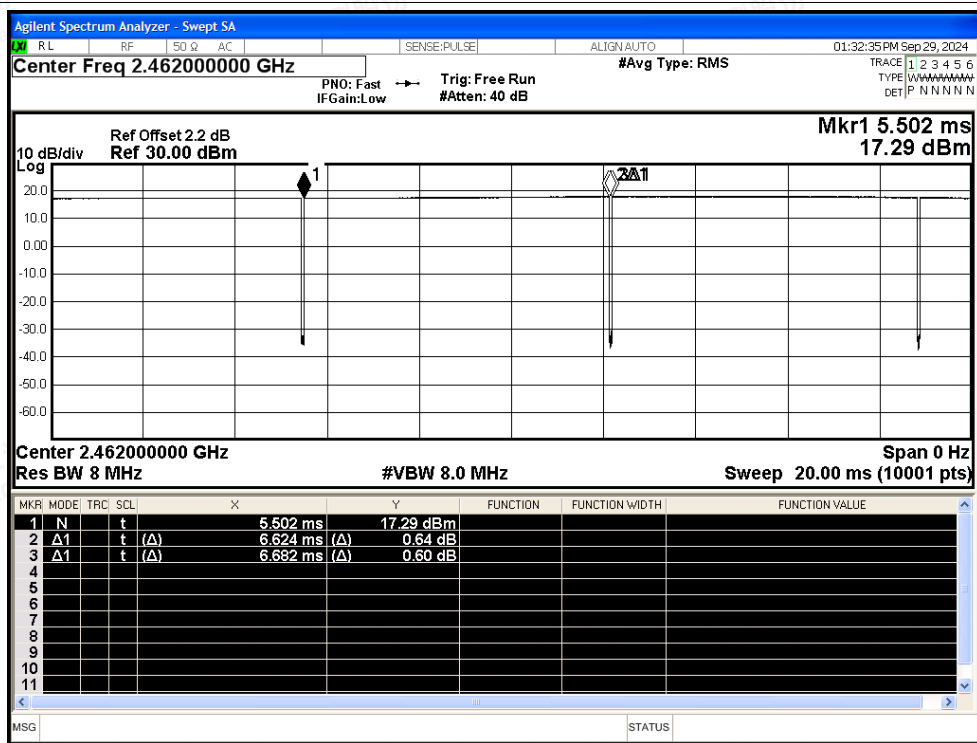 Agilent Spectrum Analyzer - Swept SA
LXI RL RF 50 Ω AC SENSE:PULSE ALIGN AUTO 01:32:35 PM Sep 29, 2024
Center Freq 2.462000000 GHz
PNO: Fast
IFGain:Low
Trig: Free Run
#Atten: 40 dB
#Avg Type: RMS
TRACE 1 2 3 4 5 6
TYPE WWWWWW
DET P N N N N N
Mkr1 5.502 ms
17.29 dBm
Ref Offset 2.2 dB
10 dB/div Ref 30.00 dBm
Log
1
20.0
10.0
0.00
-10.0
-20.0
-30.0
-40.0
-50.0
-60.0
Center 2.462000000 GHz Span 0 Hz
Res BW 8 MHz #VBW 8.0 MHz Sweep 20.00 ms (10001 pts)
MKR MODE TRC SCL X Y FUNCTION FUNCTION WIDTH FUNCTION VALUE
1 N t 5.502 ms 17.29 dBm
2 Δ1 t (Δ) 6.624 ms (Δ) 0.64 dB
3 Δ1 t (Δ) 6.682 ms (Δ) 0.60 dB
4
5
6
7
8
9
10
11
MSG STATUS